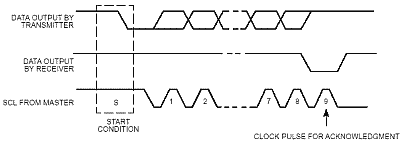 DATA OUTPUT BY
TRANSMITTER
DATA OUTPUT
BY RECEIVER
SCL FROM MASTER
S
1
2
7
8
9
START
CONDITION
CLOCK PULSE FOR ACKNOWLEDGMENT